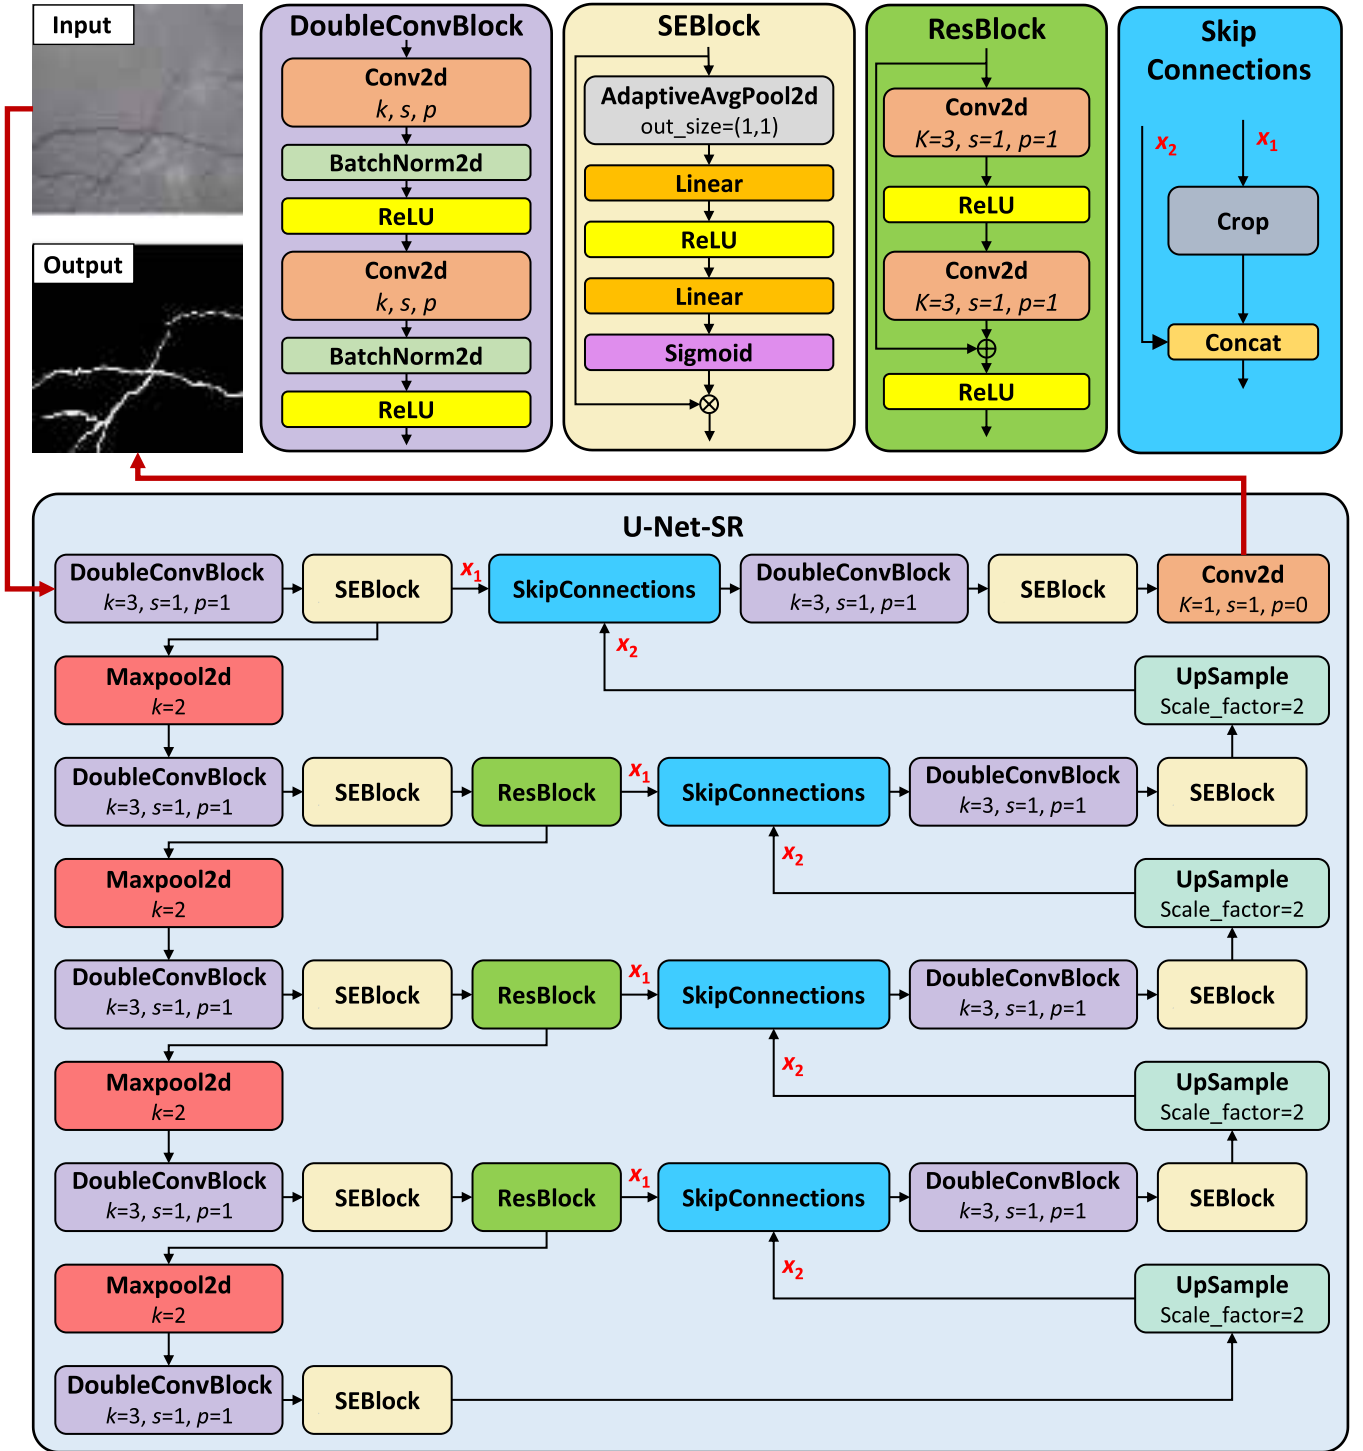 Input
Output
DoubleConvBlock
Conv2d
k, s, p
BatchNorm2d
ReLU
Conv2d
k, s, p
BatchNorm2d
ReLU
SEBlock
AdaptiveAvgPool2d
out_size=(1,1)
Linear
ReLU
Linear
Sigmoid
ResBlock
Conv2d
K=3, s=1, p=1
ReLU
Conv2d
K=3, s=1, p=1
ReLU
Skip
Connections
x2
x1
Crop
Concat
U-Net-SR
DoubleConvBlock
k=3, s=1, p=1
SEBlock
x1
SkipConnections
DoubleConvBlock
k=3, s=1, p=1
SEBlock
Conv2d
K=1, s=1, p=0
x2
Maxpool2d
k=2
UpSample
Scale_factor=2
DoubleConvBlock
k=3, s=1, p=1
SEBlock
ResBlock
x1
SkipConnections
DoubleConvBlock
k=3, s=1, p=1
SEBlock
x2
Maxpool2d
k=2
UpSample
Scale_factor=2
DoubleConvBlock
k=3, s=1, p=1
SEBlock
ResBlock
x1
SkipConnections
DoubleConvBlock
k=3, s=1, p=1
SEBlock
x2
Maxpool2d
k=2
UpSample
Scale_factor=2
DoubleConvBlock
k=3, s=1, p=1
SEBlock
ResBlock
x1
SkipConnections
DoubleConvBlock
k=3, s=1, p=1
SEBlock
x2
Maxpool2d
k=2
UpSample
Scale_factor=2
DoubleConvBlock
k=3, s=1, p=1
SEBlock